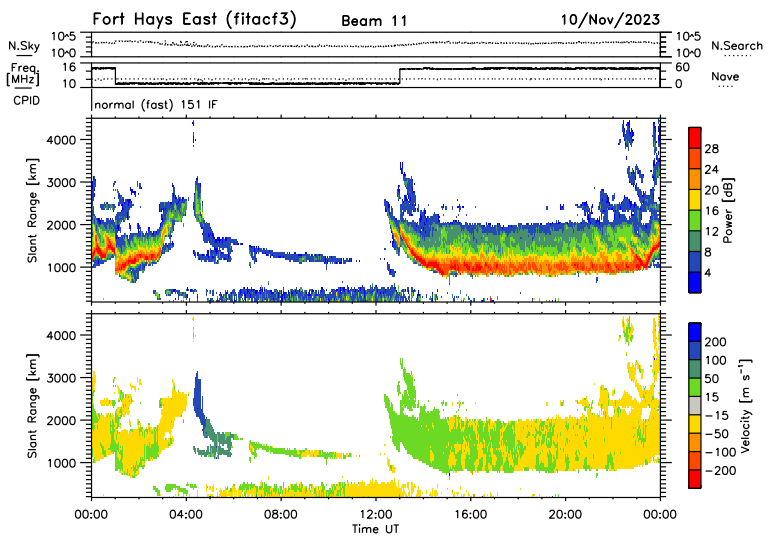 Fort Hays East (fitacf3) Beam 11 10/Nov/2023
N.Sky 10^5 10^0 10^5 10^0 N.Search
Freq. [MHz] 16 10 60 0 Nave
CPID normal (fast) 151 IF
Slant Range [km] 4000 3000 2000 1000
Power [dB] 28 24 20 16 12 8 4
Slant Range [km] 4000 3000 2000 1000
Velocity [m s⁻¹] 200 100 50 15 −15 −50 −100 −200
00:00 04:00 08:00 12:00 16:00 20:00 00:00
Time UT